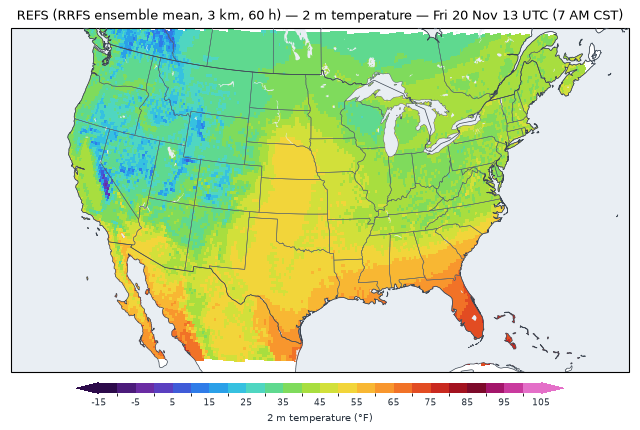 REFS (RRFS ensemble mean, 3 km, 60 h) — 2 m temperature — Fri 20 Nov 13 UTC (7 AM CST)
-15 -5 5 15 25 35 45 55 65 75 85 95 105
2 m temperature (°F)